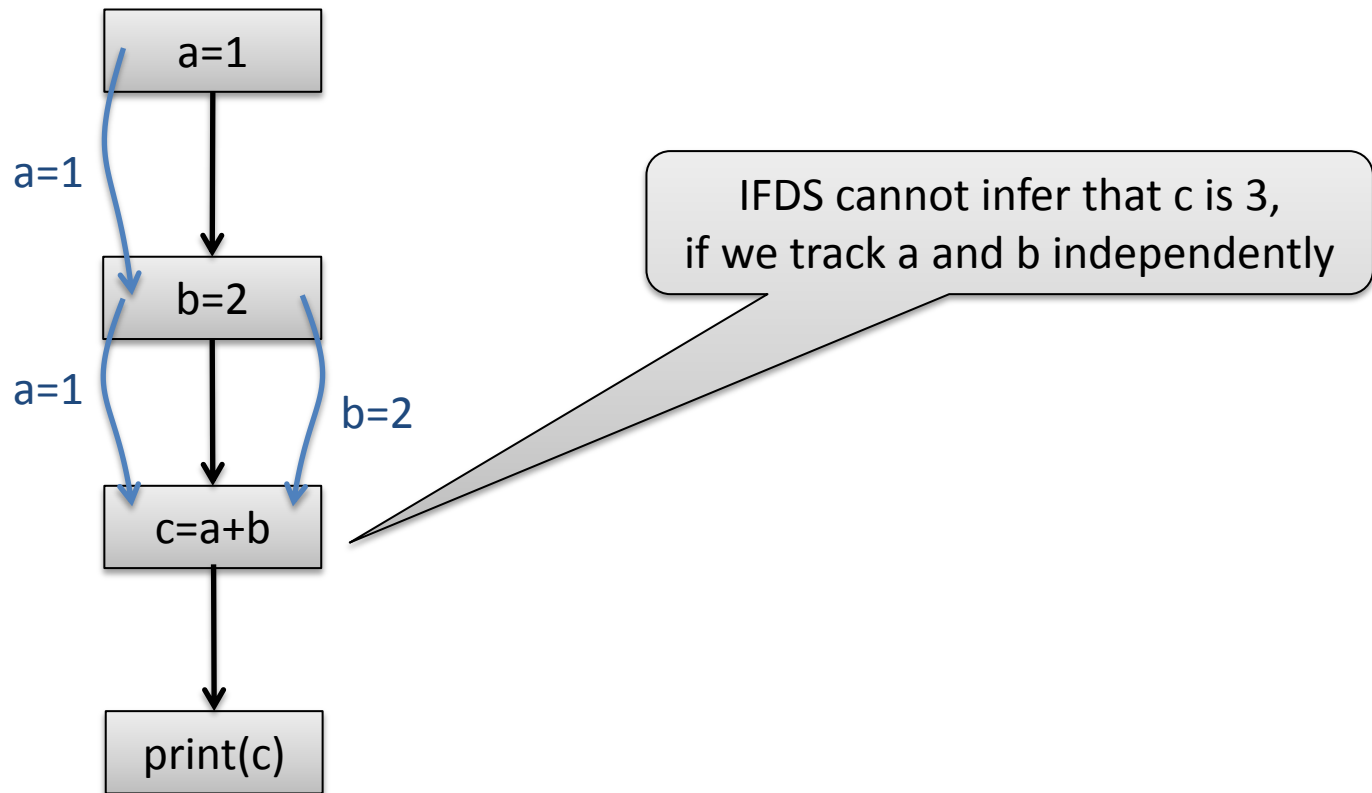 a=1
a=1
IFDS cannot infer that c is 3,
if we track a and b independently
b=2
a=1
b=2
c=a+b
print(c)